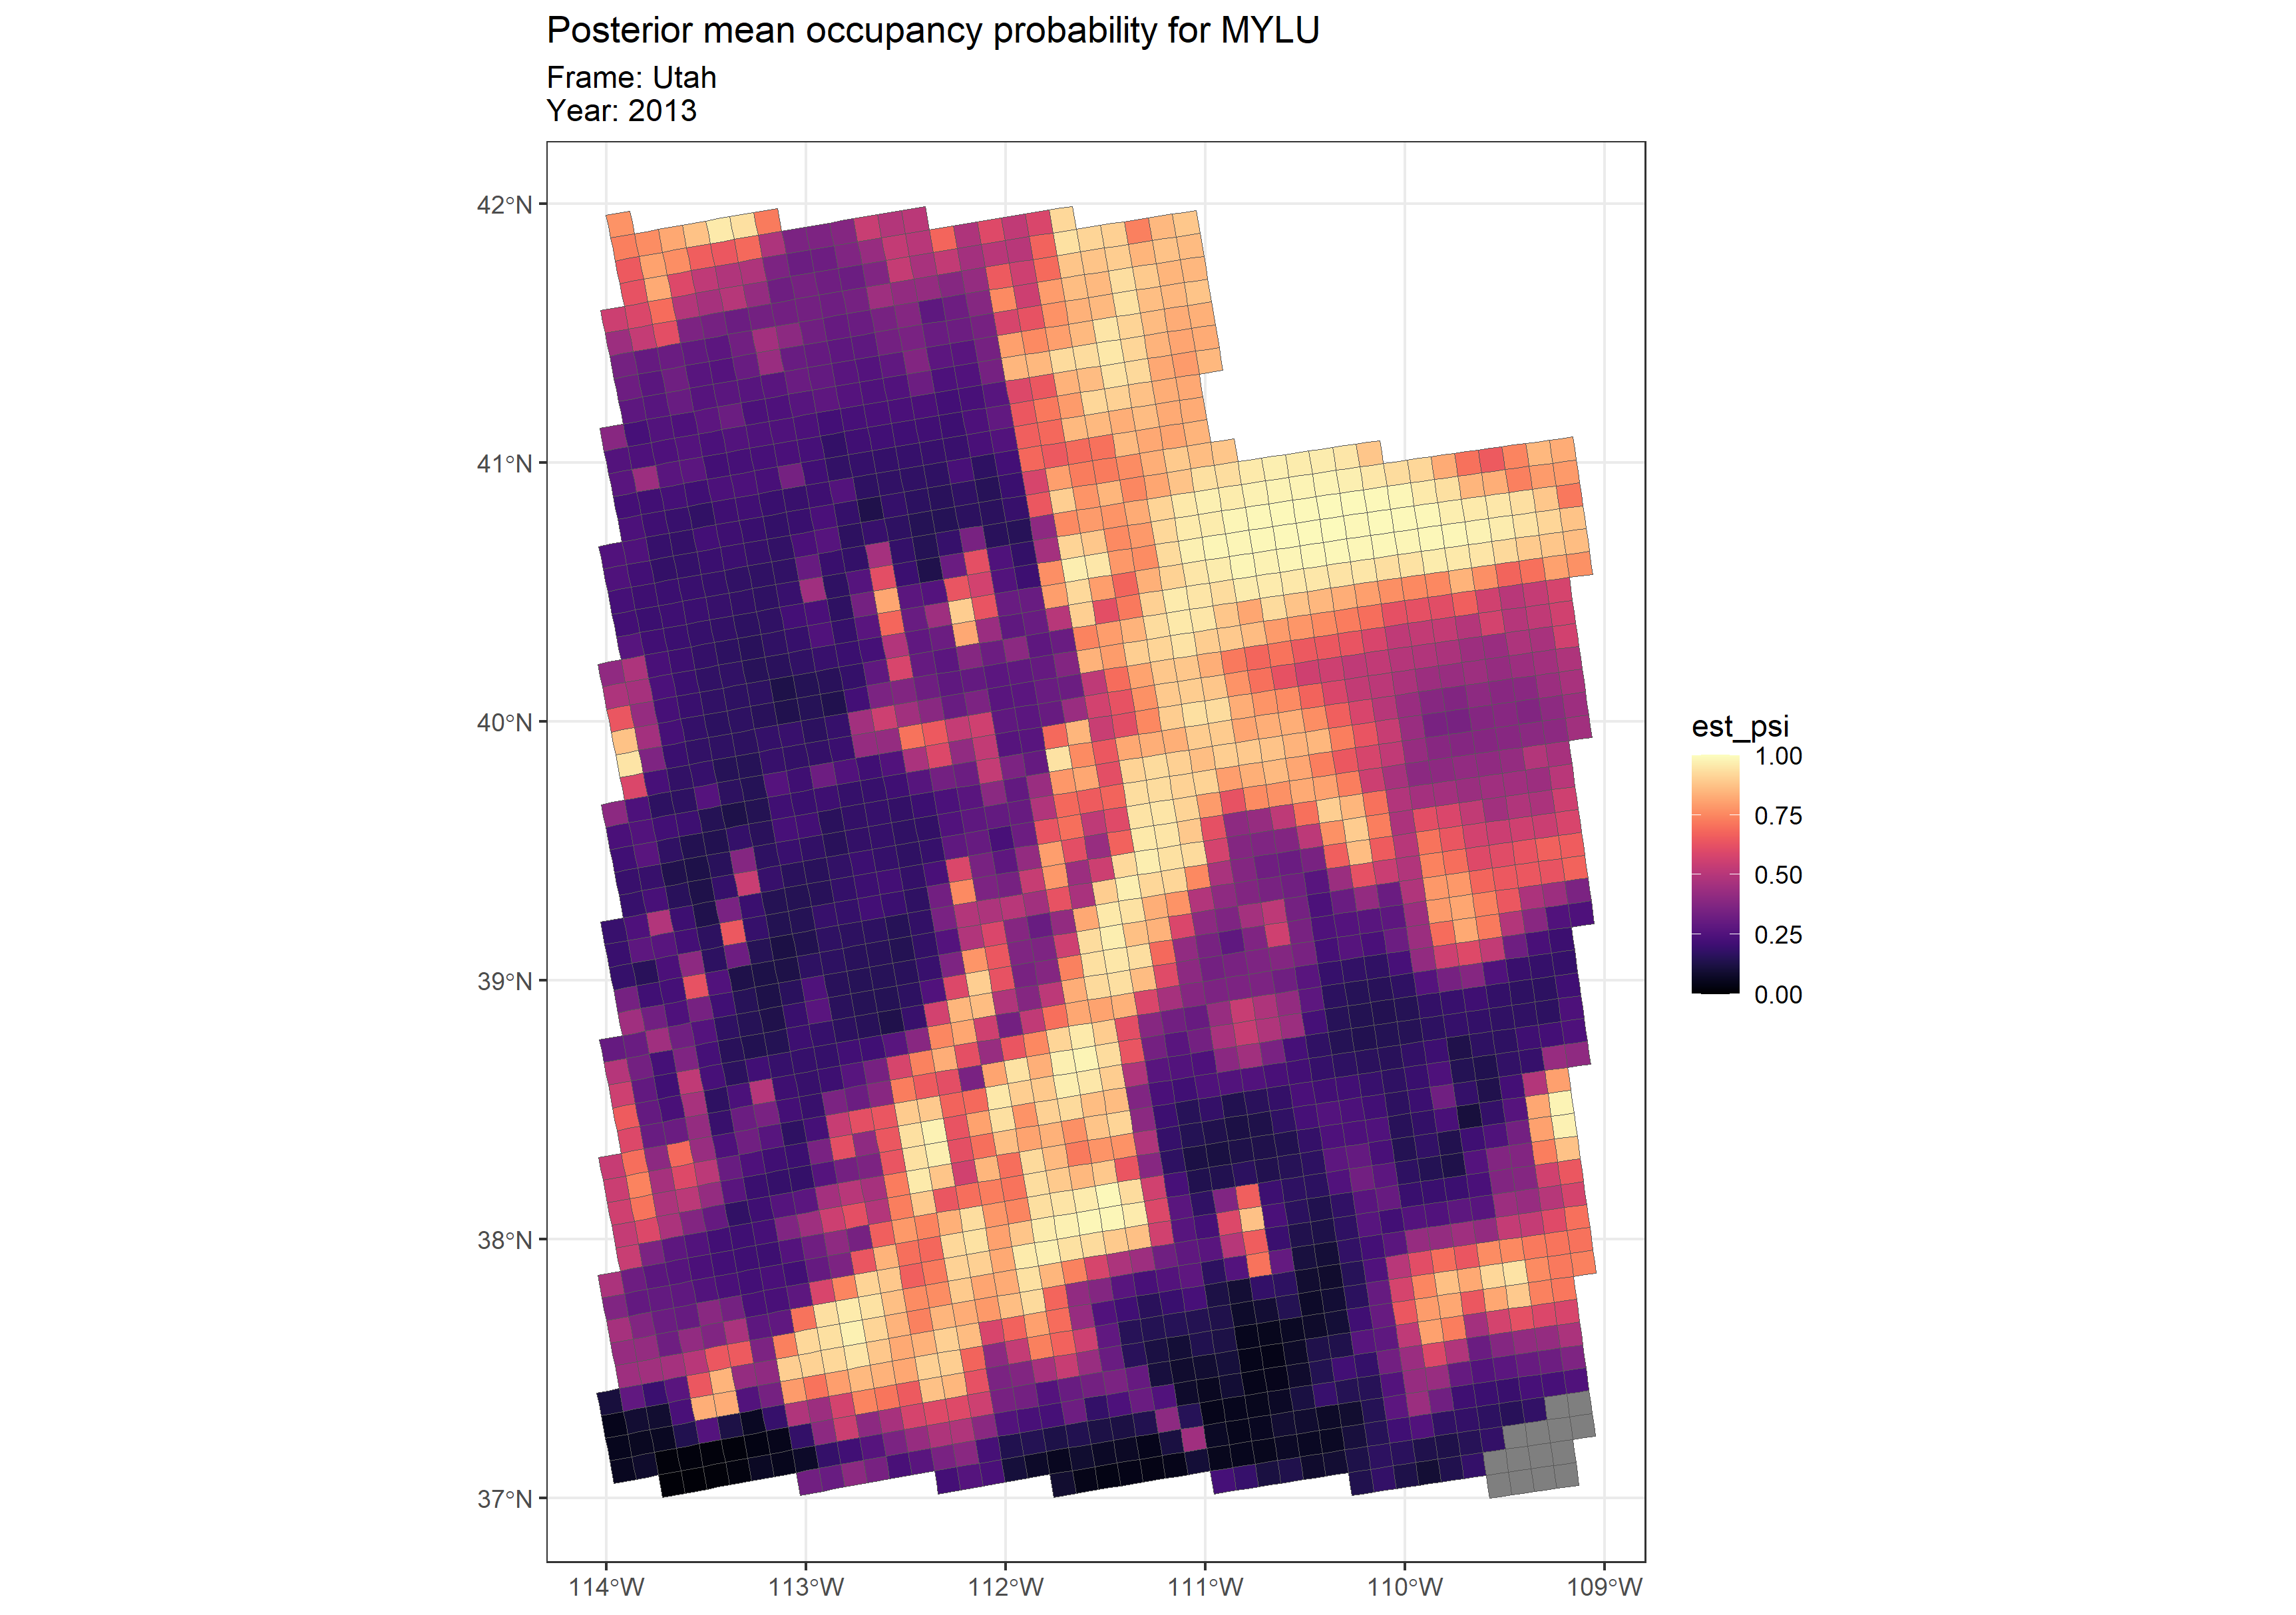 Posterior mean occupancy probability for MYLU
Frame: Utah
Year: 2013
42°N
41°N
40°N
39°N
38°N
37°N
114°W
113°W
112°W
111°W
110°W
109°W
est_psi
1.00
0.75
0.50
0.25
0.00